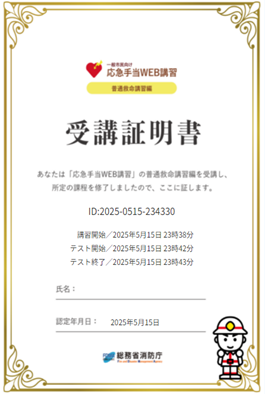 一般市民向け
応急手当WEB講習
普通救命講習編
受講証明書
あなたは「応急手当WEB講習」の普通救命講習編を受講し、
所定の課程を修了しましたので、ここに証します。
ID:2025-0515-234330
講習開始／2025年5月15日 23時38分
テスト開始／2025年5月15日 23時42分
テスト終了／2025年5月15日 23時43分
氏名：
認定年月日： 2025年5月15日
総務省消防庁